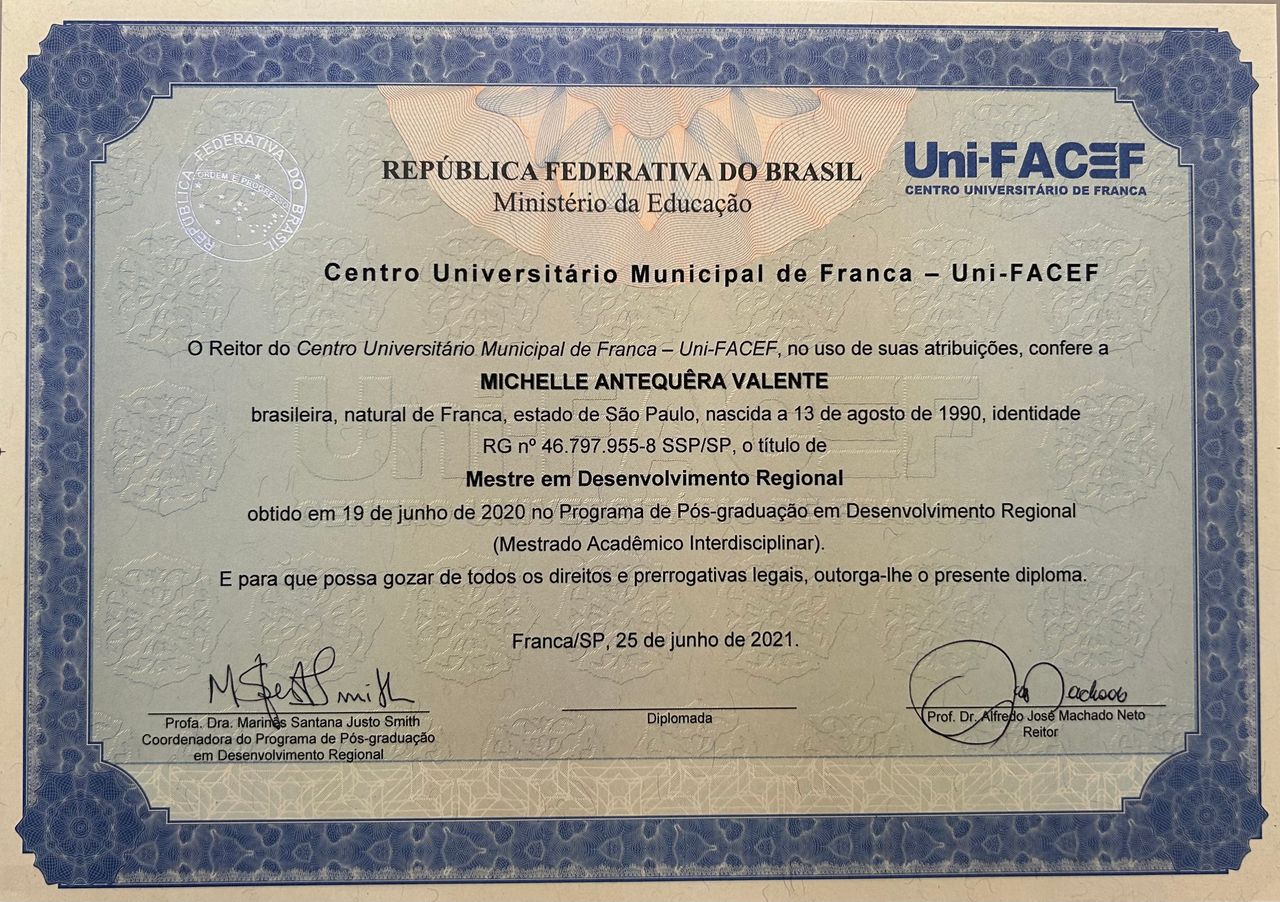 REPÚBLICA FEDERATIVA DO BRASIL
ORDEM E PROGRESSO
REPÚBLICA FEDERATIVA DO BRASIL
Ministério da Educação
Uni-FACEF
CENTRO UNIVERSITÁRIO DE FRANCA
Centro Universitário Municipal de Franca – Uni-FACEF
O Reitor do Centro Universitário Municipal de Franca – Uni-FACEF, no uso de suas atribuições, confere a
MICHELLE ANTEQUÊRA VALENTE
brasileira, natural de Franca, estado de São Paulo, nascida a 13 de agosto de 1990, identidade
RG nº 46.797.955-8 SSP/SP, o título de
Mestre em Desenvolvimento Regional
obtido em 19 de junho de 2020 no Programa de Pós-graduação em Desenvolvimento Regional
(Mestrado Acadêmico Interdisciplinar).
E para que possa gozar de todos os direitos e prerrogativas legais, outorga-lhe o presente diploma.
Franca/SP, 25 de junho de 2021.
Profa. Dra. Marinês Santana Justo Smith
Coordenadora do Programa de Pós-graduação
em Desenvolvimento Regional
Diplomada
Prof. Dr. Alfredo José Machado Neto
Reitor